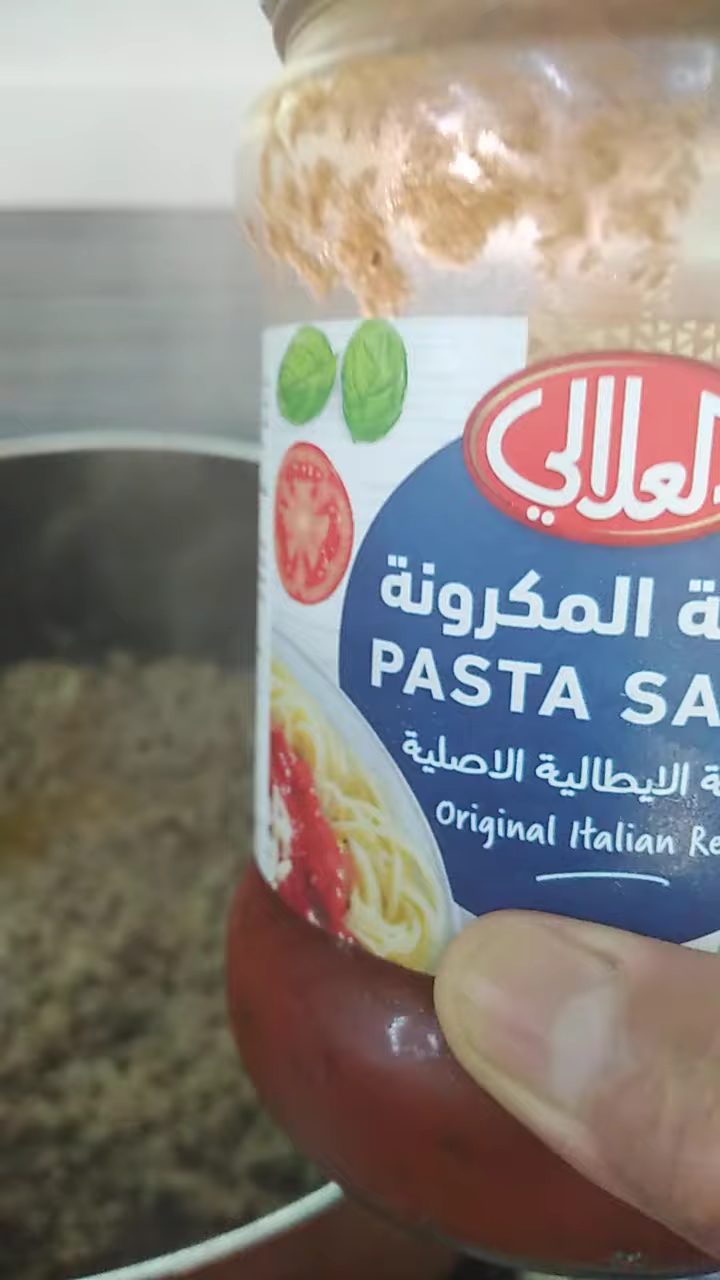 العلالي
ة المكرونة
PASTA SA
ة الايطالية الاصلية
Original Italian Re